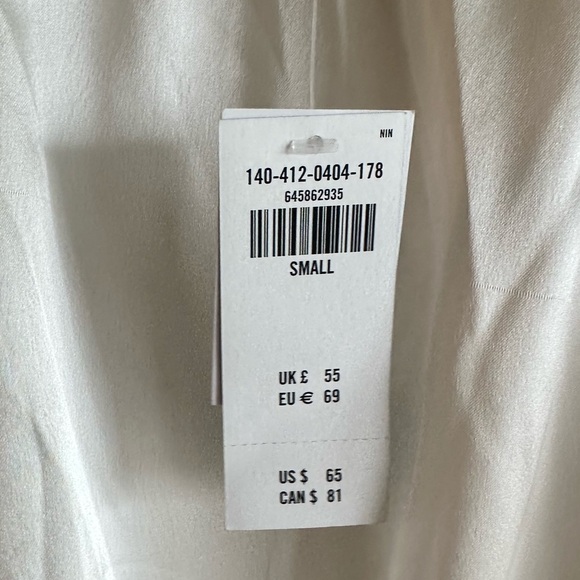 NIN
140-412-0404-178
645862935
SMALL
UK £ 55
EU € 69
US $ 65
CAN $ 81